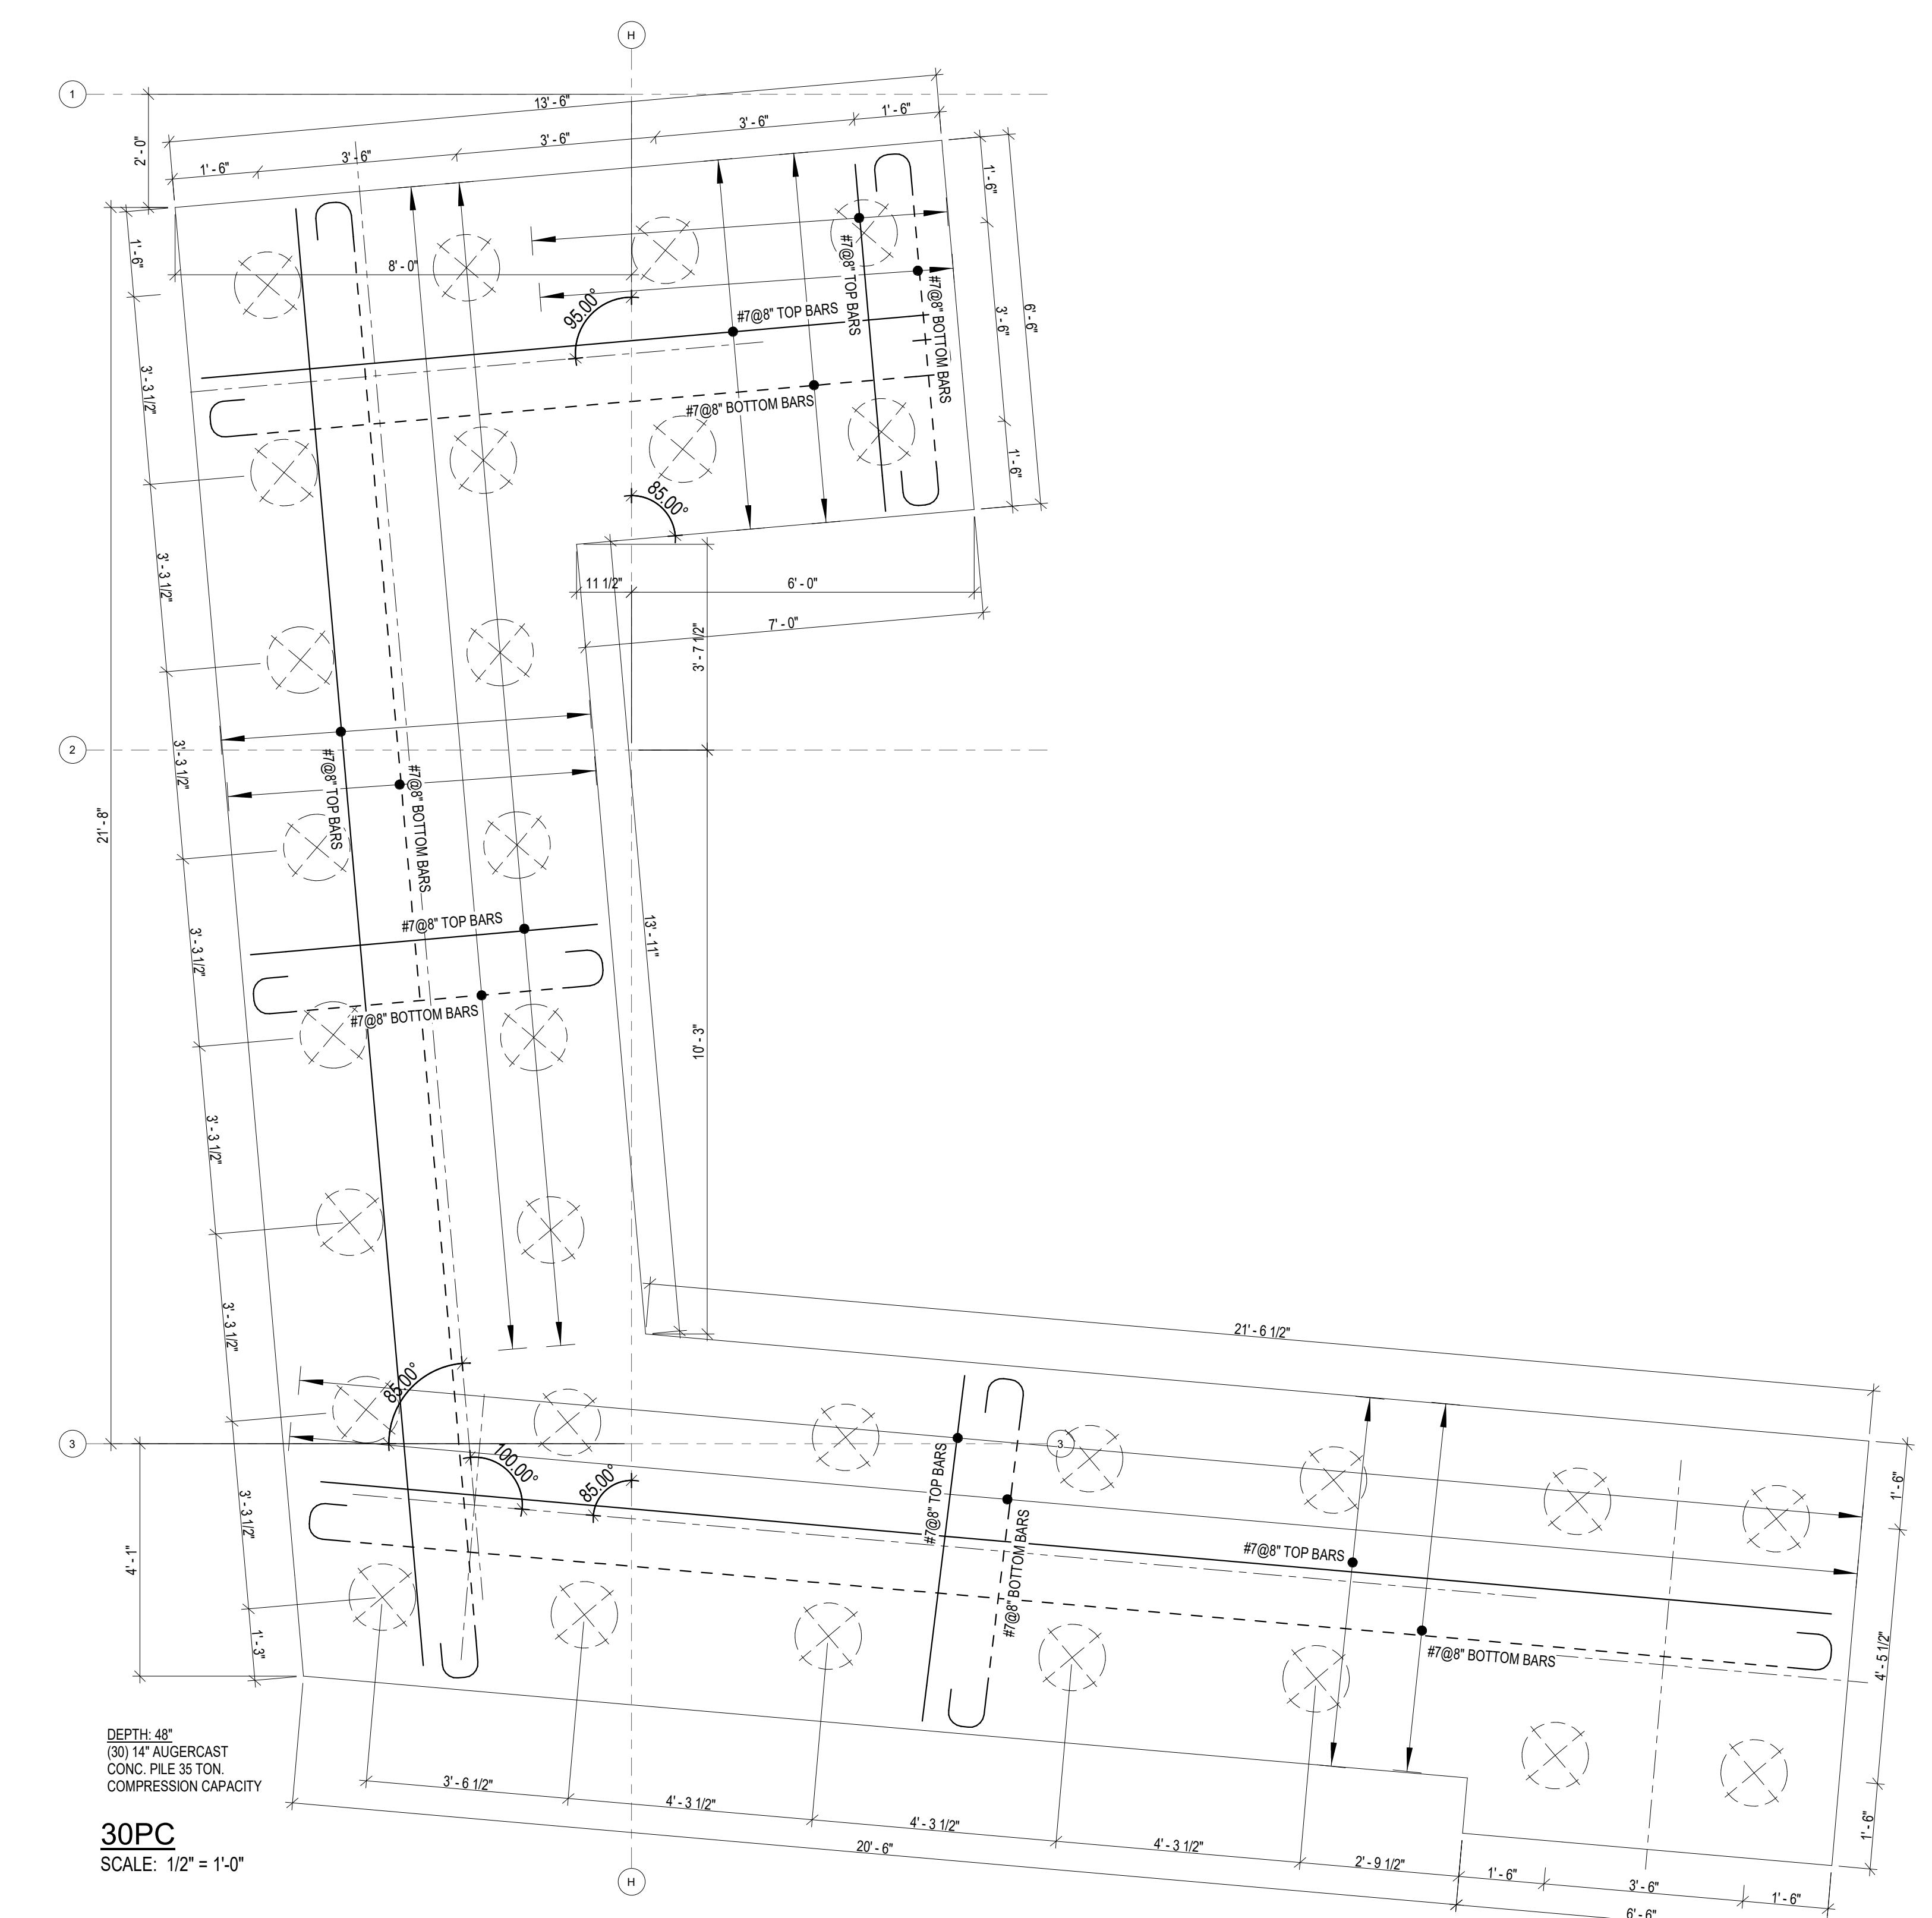 H
1
13' - 6"
1' - 6"
3' - 6"
3' - 6"
3' - 6"
1' - 6"
2' - 0"
1' - 6"
3' - 6"
1' - 6"
6' - 6"
1' - 6"
8' - 0"
95.00°
#7@8" TOP BARS
#7@8" TOP BARS
#7@8" BOTTOM BARS
#7@8" BOTTOM BARS
85.00°
11 1/2"
6' - 0"
7' - 0"
3' - 7 1/2"
3' - 3 1/2"
3' - 3 1/2"
2
3' - 3 1/2"
21' - 8"
#7@8" TOP BARS
#7@8" BOTTOM BARS
#7@8" TOP BARS
13' - 11"
3' - 3 1/2"
#7@8" BOTTOM BARS
10' - 3"
3' - 3 1/2"
3' - 3 1/2"
21' - 6 1/2"
85.00°
3
3
100.00°
85.00°
3' - 3 1/2"
4' - 1"
1' - 3"
#7@8" TOP BARS
#7@8" BOTTOM BARS
#7@8" TOP BARS
#7@8" BOTTOM BARS
1' - 6"
4' - 5 1/2"
1' - 6"
3' - 6 1/2"
4' - 3 1/2"
4' - 3 1/2"
4' - 3 1/2"
2' - 9 1/2"
1' - 6"
3' - 6"
1' - 6"
20' - 6"
6' - 6"
DEPTH: 48"
(30) 14" AUGERCAST
CONC. PILE 35 TON.
COMPRESSION CAPACITY
30PC
SCALE: 1/2" = 1'-0"
H